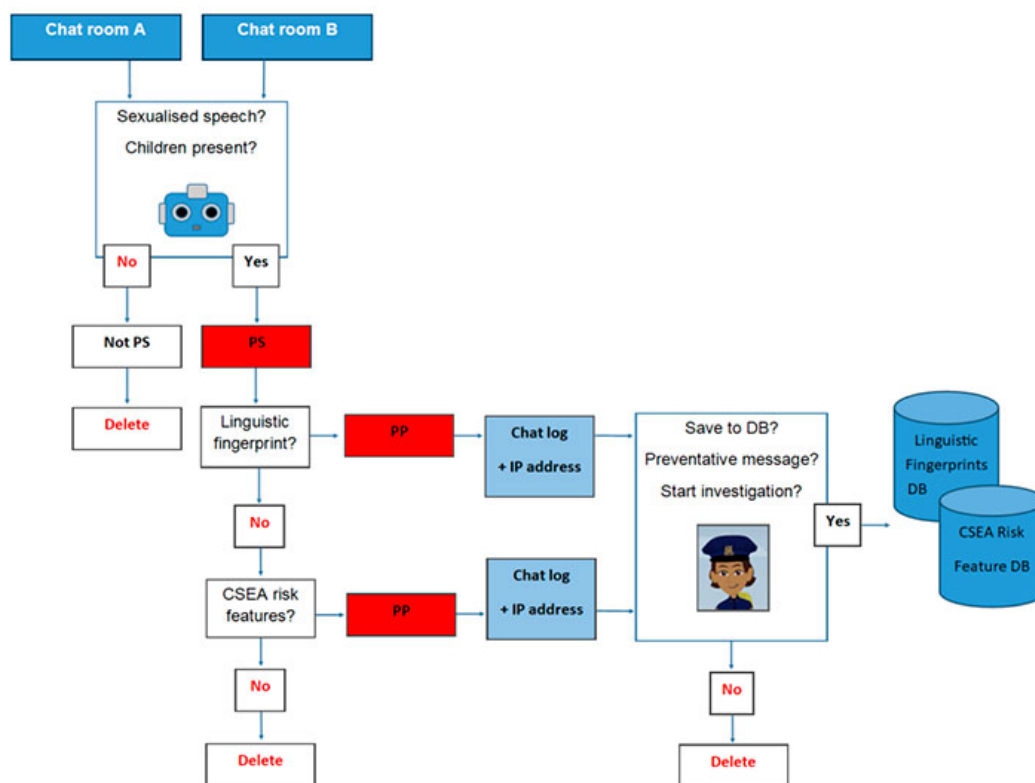 Chat room A
Chat room B
Sexualised speech?
Children present?
No
Yes
Not PS
PS
Delete
Linguistic
fingerprint?
PP
Chat log
+ IP address
Save to DB?
Preventative message?
Start investigation?
Yes
Linguistic
Fingerprints
DB
CSEA Risk
Feature DB
No
CSEA risk
features?
PP
Chat log
+ IP address
No
No
Delete
Delete